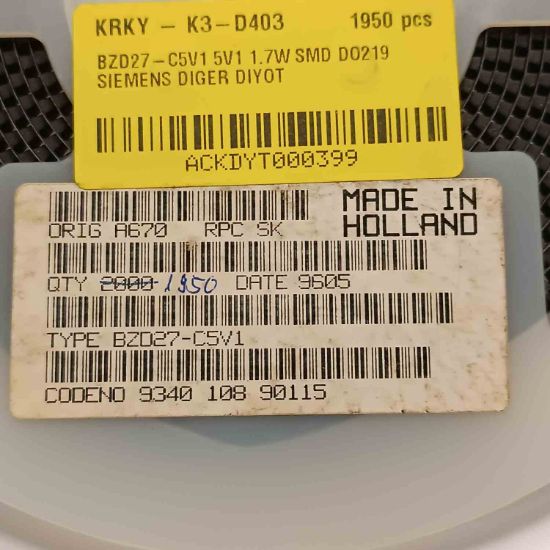 KRKY - K3-D403 1950 pcs
BZD27-C5V1 5V1 1.7W SMD DO219
SIEMENS DIGER DIYOT
ACKDYT000399
MADE IN
HOLLAND
ORIG A670 RPC SK
QTY 2000 1950 DATE 9605
TYPE BZD27-C5V1
CODENO 9340 108 90115